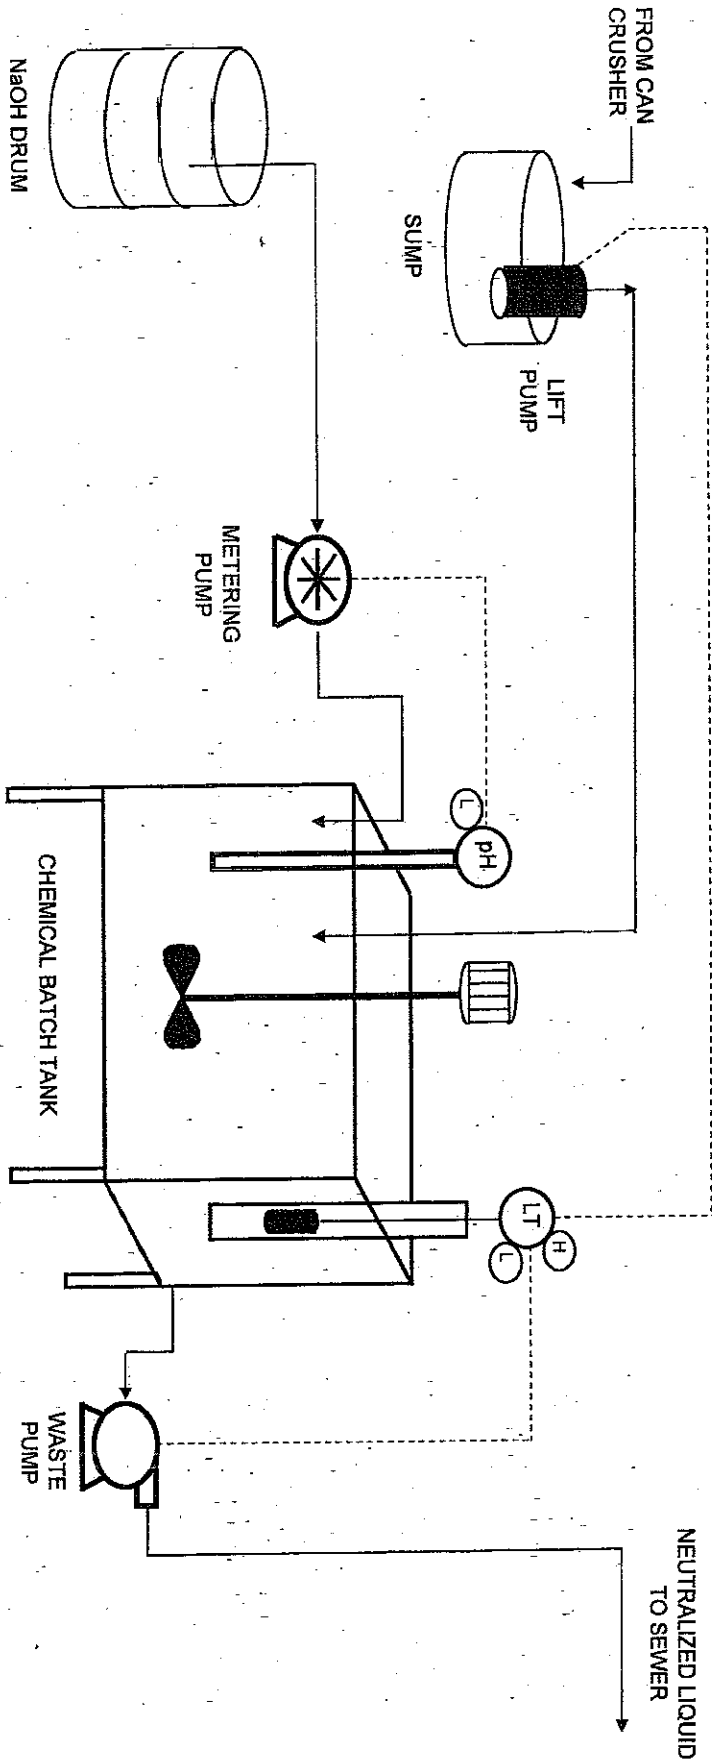 FROM CAN
CRUSHER
SUMP
LIFT
PUMP
NaOH DRUM
METERING
PUMP
L
pH
CHEMICAL BATCH TANK
LT
H
L
WASTE
PUMP
NEUTRALIZED LIQUID
TO SEWER